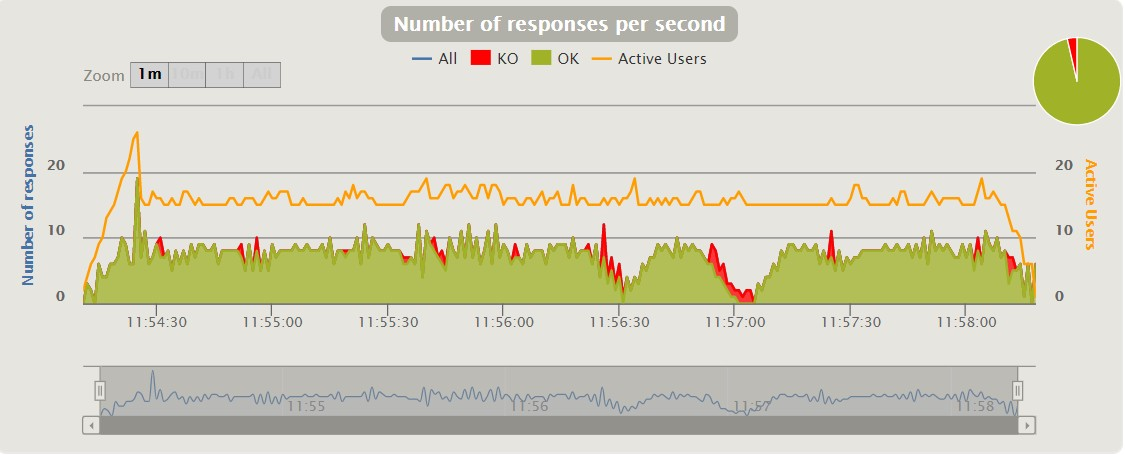 Number of responses per second
All KO OK Active Users
Zoom 1m 10m 1h All
Number of responses
20
10
0
20
10
0
Active Users
11:54:30 11:55:00 11:55:30 11:56:00 11:56:30 11:57:00 11:57:30 11:58:00
11:55 11:56 11:57 11:58